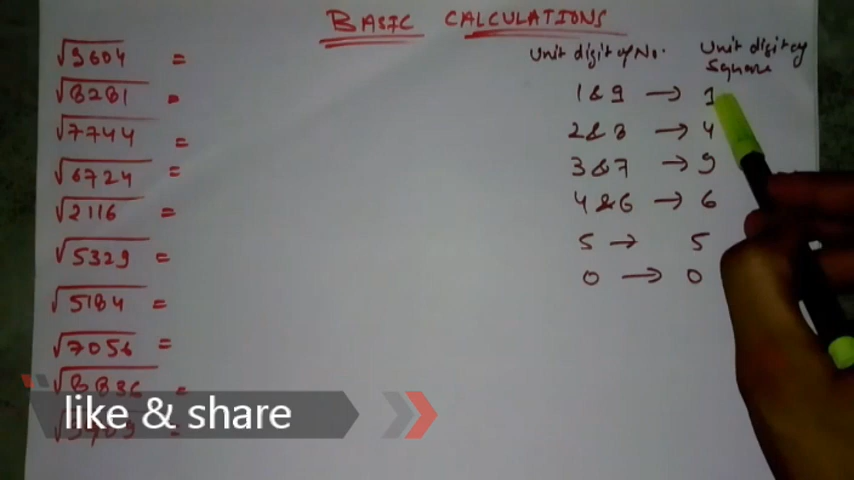 BASIC CALCULATIONS
√9604 =
√8281 =
√7744 =
√6724 =
√2116 =
√5329 =
√5184 =
√7056 =
√8836 =
Unit digit of No. Unit digit of
Square
1 & 9 → 1
2 & 8 → 4
3 & 7 → 9
4 & 6 → 6
5 → 5
0 → 0
like & share